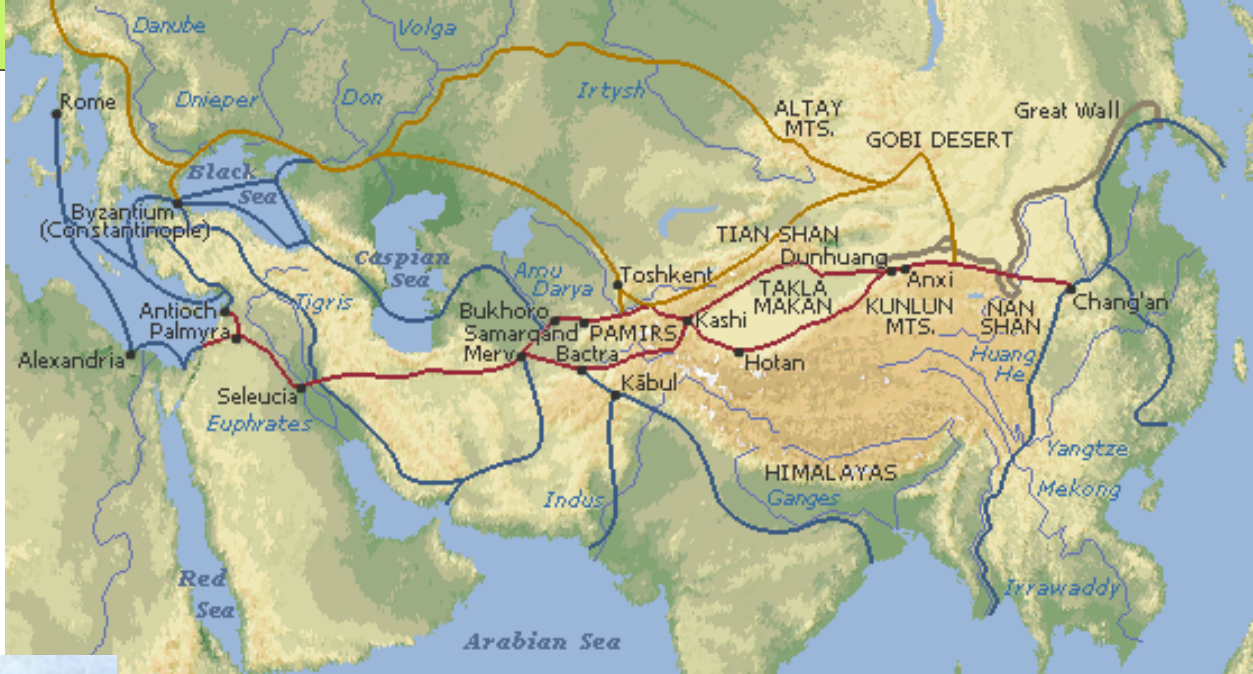 Danube
Volga
Rome
Dnieper
Don
Irtysh
ALTAY
MTS.
Great Wall
GOBI DESERT
Black
Sea
Byzantium
(Constantinople)
Caspian
Sea
TIAN SHAN
Dunhuang
Toshkent
Amu
Darya
TAKLA
MAKAN
Anxi
Tigris
Antioch
Palmyra
Bukhoro
Samarqand
Merv
PAMIRS
Bactra
Kashi
KUNLUN
MTS.
NAN
SHAN
Chang'an
Alexandria
Hotan
Huang
He
Seleucia
Kābul
Euphrates
Yangtze
HIMALAYAS
Indus
Ganges
Mekong
Red
Sea
Irrawaddy
Arabian Sea